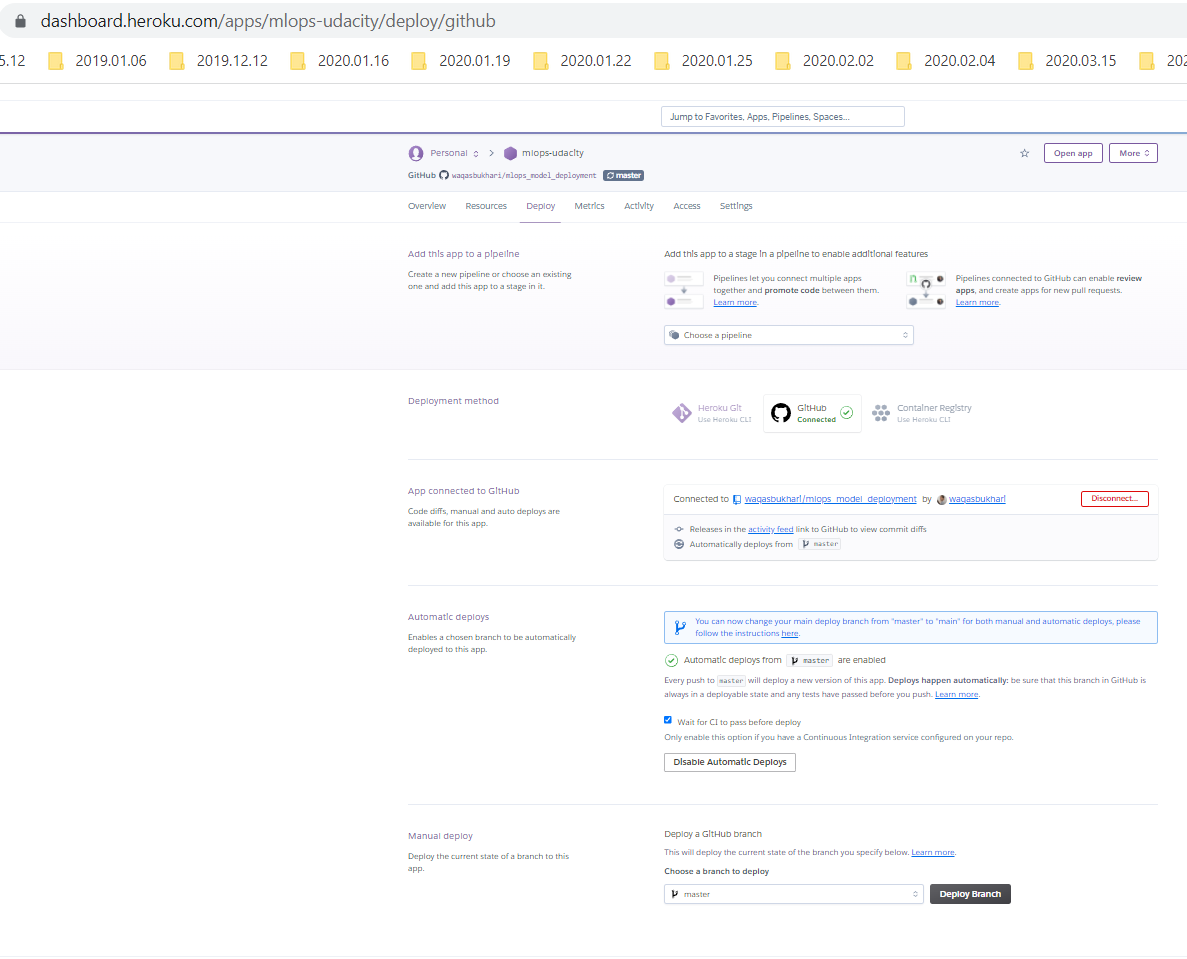 dashboard.heroku.com/apps/mlops-udacity/deploy/github
5.12 2019.01.06 2019.12.12 2020.01.16 2020.01.19 2020.01.22 2020.01.25 2020.02.02 2020.02.04 2020.03.15 202
Jump to Favorites, Apps, Pipelines, Spaces...
Personal > mlops-udacity
Open app More
GitHub waqasbukhari/mlops_model_deployment master
Overview Resources Deploy Metrics Activity Access Settings
Add this app to a pipeline
Create a new pipeline or choose an existing
one and add this app to a stage in it.
Add this app to a stage in a pipeline to enable additional features
Pipelines let you connect multiple apps
together and promote code between them.
Learn more.
Pipelines connected to GitHub can enable review
apps, and create apps for new pull requests.
Learn more.
Choose a pipeline
Deployment method
Heroku Git
Use Heroku CLI
GitHub
Connected
Container Registry
Use Heroku CLI
App connected to GitHub
Code diffs, manual and auto deploys are
available for this app.
Connected to waqasbukhari/mlops_model_deployment by waqasbukhari
Disconnect...
Releases in the activity feed link to GitHub to view commit diffs
Automatically deploys from master
Automatic deploys
Enables a chosen branch to be automatically
deployed to this app.
You can now change your main deploy branch from "master" to "main" for both manual and automatic deploys, please
follow the instructions here.
Automatic deploys from master are enabled
Every push to master will deploy a new version of this app. Deploys happen automatically: be sure that this branch in GitHub is
always in a deployable state and any tests have passed before you push. Learn more.
Wait for CI to pass before deploy
Only enable this option if you have a Continuous Integration service configured on your repo.
Disable Automatic Deploys
Manual deploy
Deploy the current state of a branch to this
app.
Deploy a GitHub branch
This will deploy the current state of the branch you specify below. Learn more.
Choose a branch to deploy
master
Deploy Branch